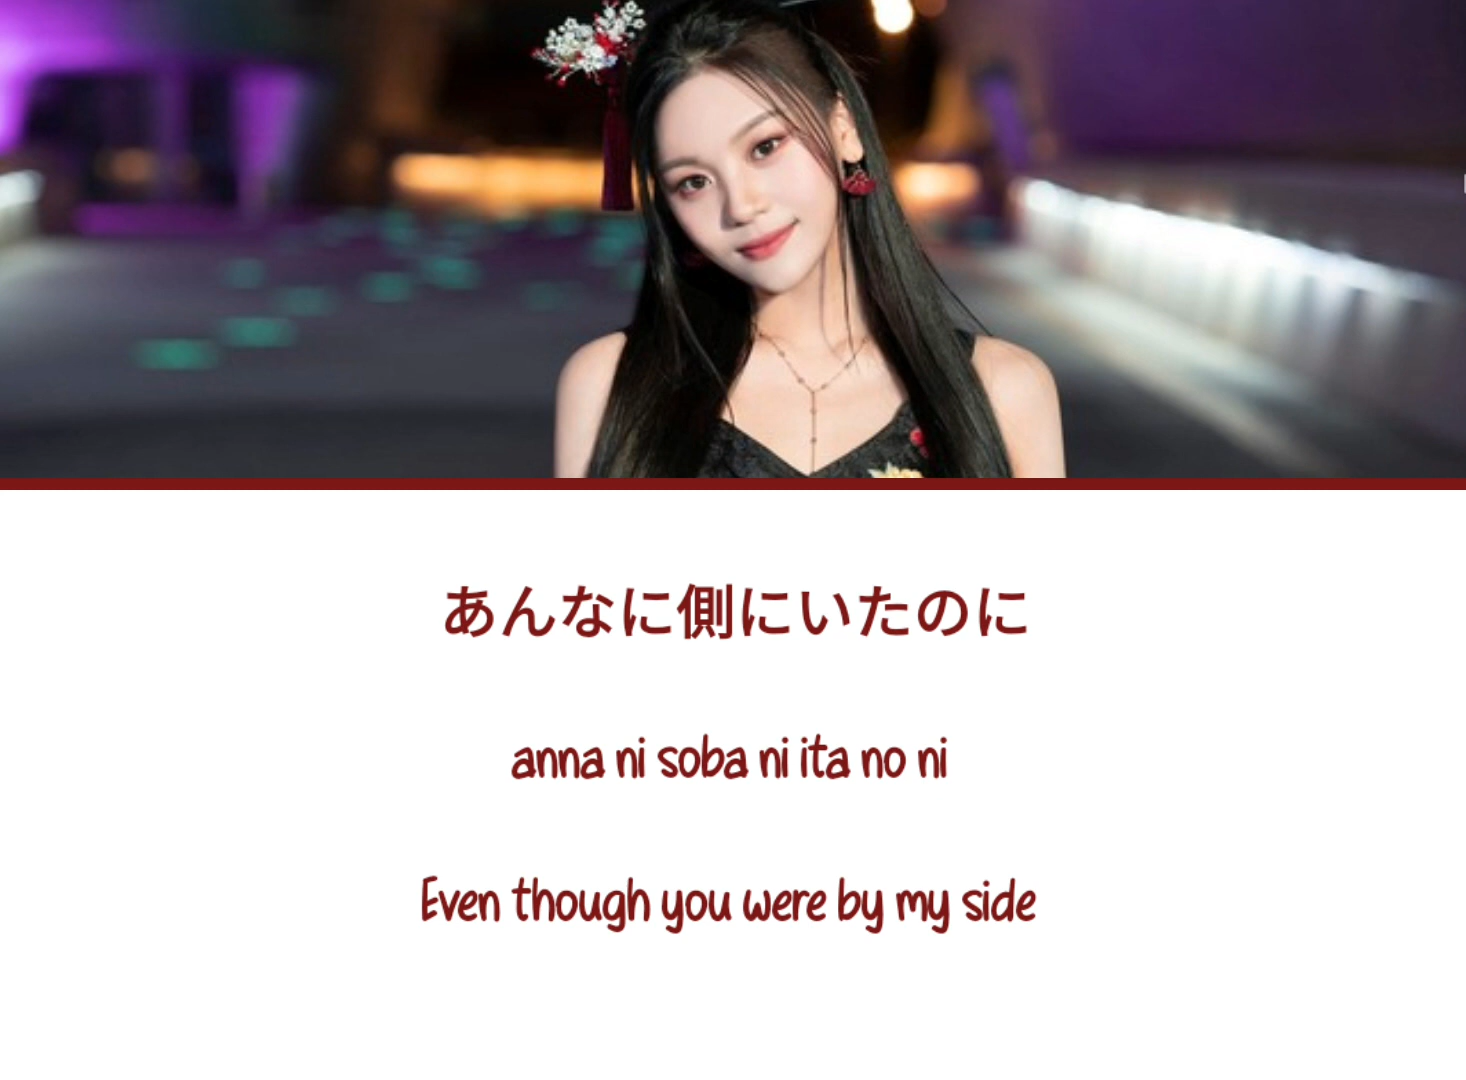 あんなに側にいたのに
anna ni soba ni ita no ni
Even though you were by my side